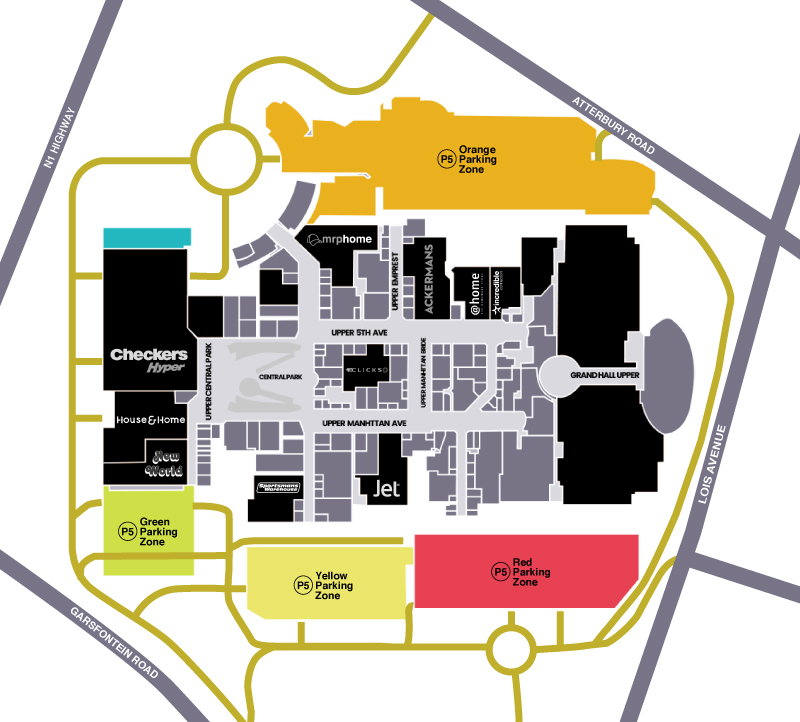 N1 HIGHWAY
ATTERBURY ROAD
P5
Orange
Parking
Zone
mrphome
UPPER EMPREST
ACKERMANS
@home
incredible
Checkers
Hyper
UPPER CENTRAL PARK
UPPER 5TH AVE
CENTRAL PARK
CLICKS
UPPER MANHATTAN BRIDE
GRAND HALL UPPER
House & Home
UPPER MANHTTAN AVE
New
World
Sportsmans
Warehouse
Jet
LOIS AVENUE
P5
Green
Parking
Zone
P5
Yellow
Parking
Zone
P5
Red
Parking
Zone
GARSFONTEIN ROAD